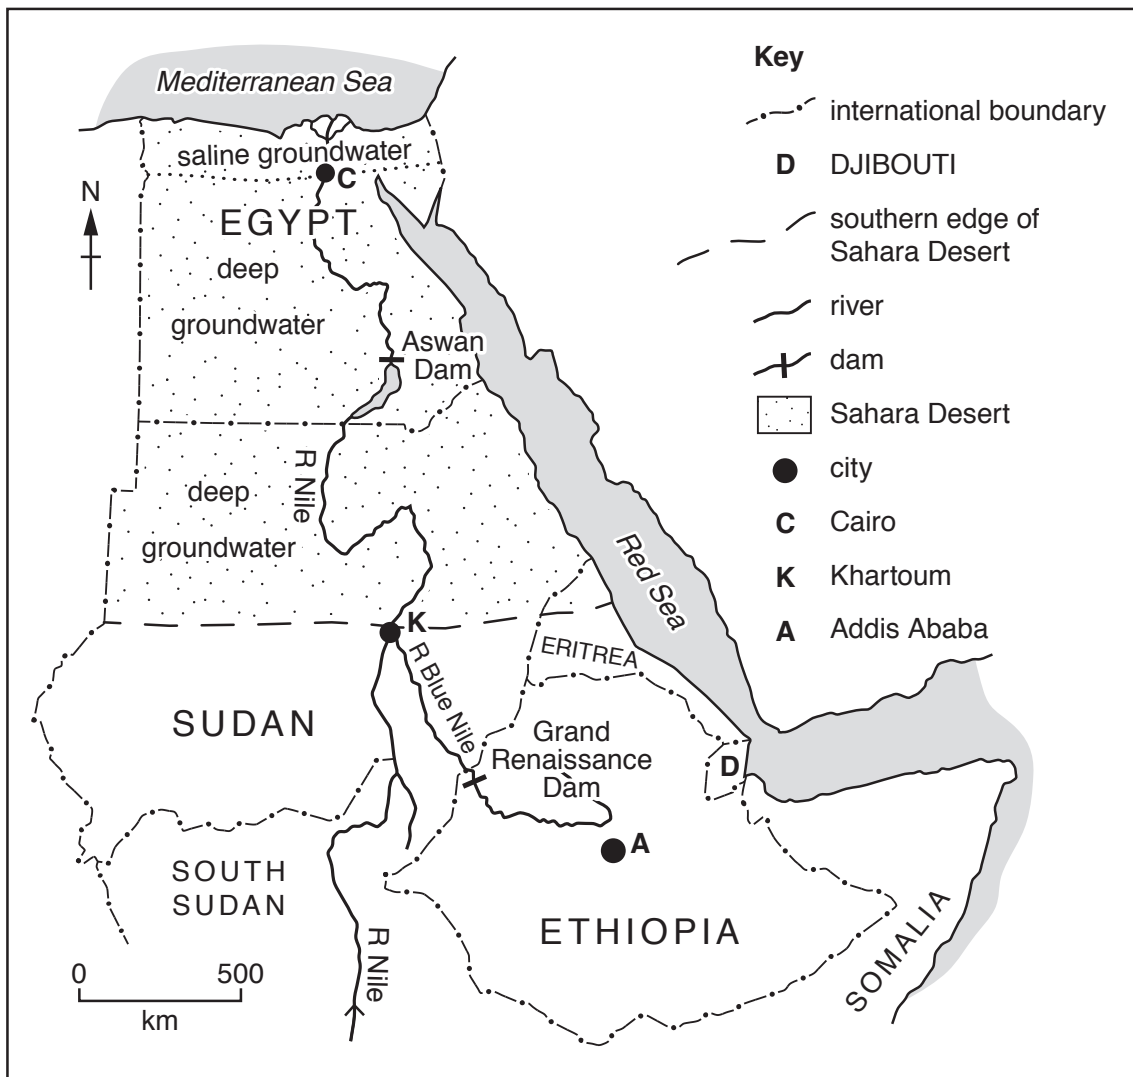 Mediterranean Sea
saline groundwater
C
N
EGYPT
deep
groundwater
Aswan
Dam
R Nile
deep
groundwater
Red Sea
K
ERITREA
R Blue Nile
SUDAN
Grand
Renaissance
Dam
D
A
SOUTH
SUDAN
ETHIOPIA
SOMALIA
R Nile
0 500
km
Key
international boundary
D DJIBOUTI
southern edge of
Sahara Desert
river
dam
Sahara Desert
city
C Cairo
K Khartoum
A Addis Ababa